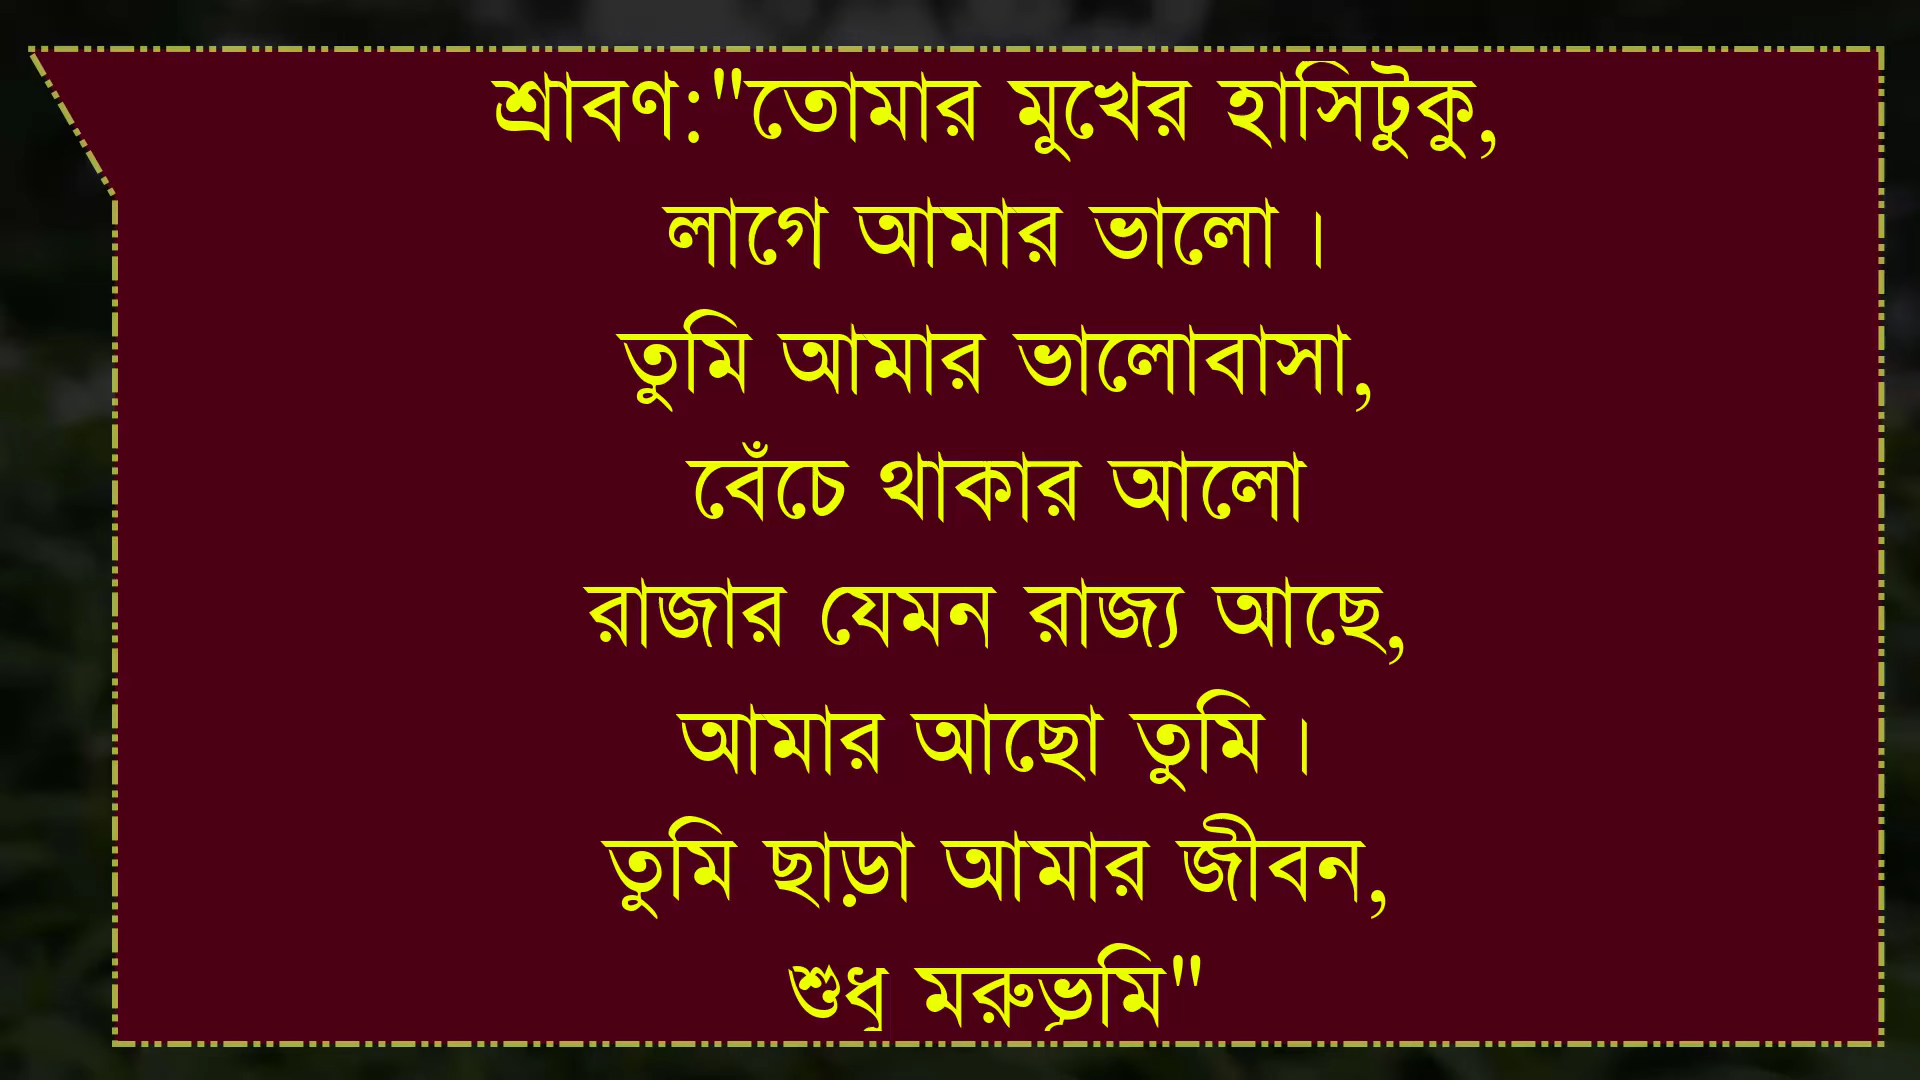 শ্রাবণ:"তোমার মুখের হাসিটুকু,
লাগে আমার ভালো।
তুমি আমার ভালোবাসা,
বেঁচে থাকার আলো
রাজার যেমন রাজ্য আছে,
আমার আছো তুমি।
তুমি ছাড়া আমার জীবন,
শুধু মরুভূমি"